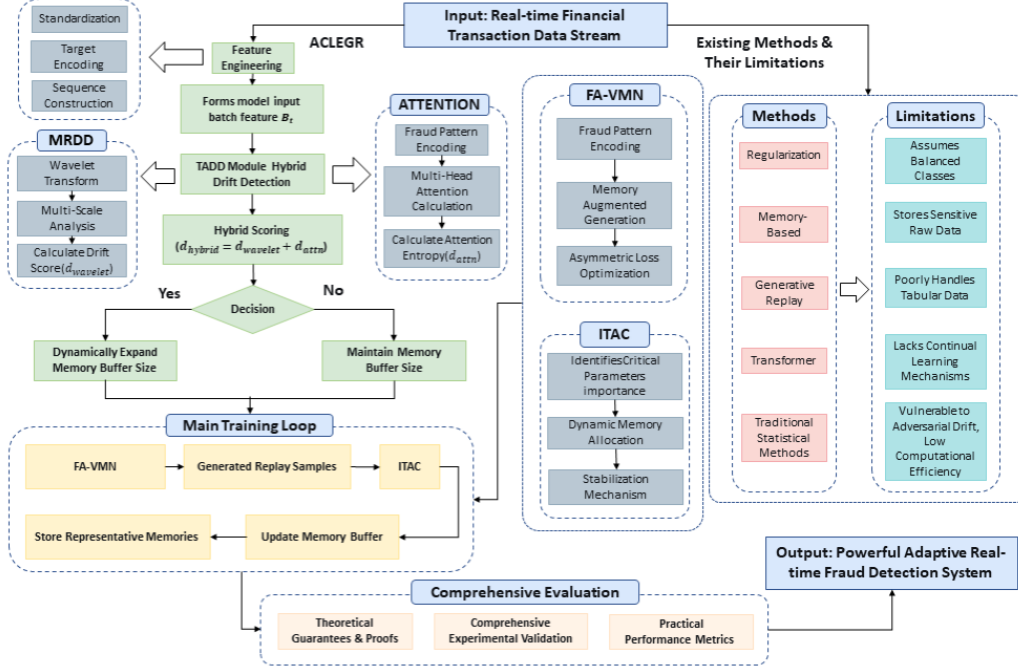 Input: Real-time Financial
Transaction Data Stream
ACLEGR
Existing Methods &
Their Limitations
Standardization
Target
Encoding
Sequence
Construction
Feature
Engineering
Forms model input
batch feature B_t
TADD Module Hybrid
Drift Detection
Hybrid Scoring
(d_hybrid = d_wavelet + d_attn)
Decision
Yes
No
Dynamically Expand
Memory Buffer Size
Maintain Memory
Buffer Size
MRDD
Wavelet
Transform
Multi-Scale
Analysis
Calculate Drift
Score(d_wavelet)
ATTENTION
Fraud Pattern
Encoding
Multi-Head
Attention
Calculation
Calculate Attention
Entropy(d_attn)
FA-VMN
Fraud Pattern
Encoding
Memory
Augmented
Generation
Asymmetric Loss
Optimization
ITAC
IdentifiesCritical
Parameters
importance
Dynamic Memory
Allocation
Stabilization
Mechanism
Methods
Regularization
Memory-
Based
Generative
Replay
Transformer
Traditional
Statistical
Methods
Limitations
Assumes
Balanced
Classes
Stores Sensitive
Raw Data
Poorly Handles
Tabular Data
Lacks Continual
Learning
Mechanisms
Vulnerable to
Adversarial Drift,
Low
Computational
Efficiency
Main Training Loop
FA-VMN
Generated Replay Samples
ITAC
Store Representative Memories
Update Memory Buffer
Comprehensive Evaluation
Theoretical
Guarantees & Proofs
Comprehensive
Experimental Validation
Practical
Performance Metrics
Output: Powerful Adaptive Real-
time Fraud Detection System